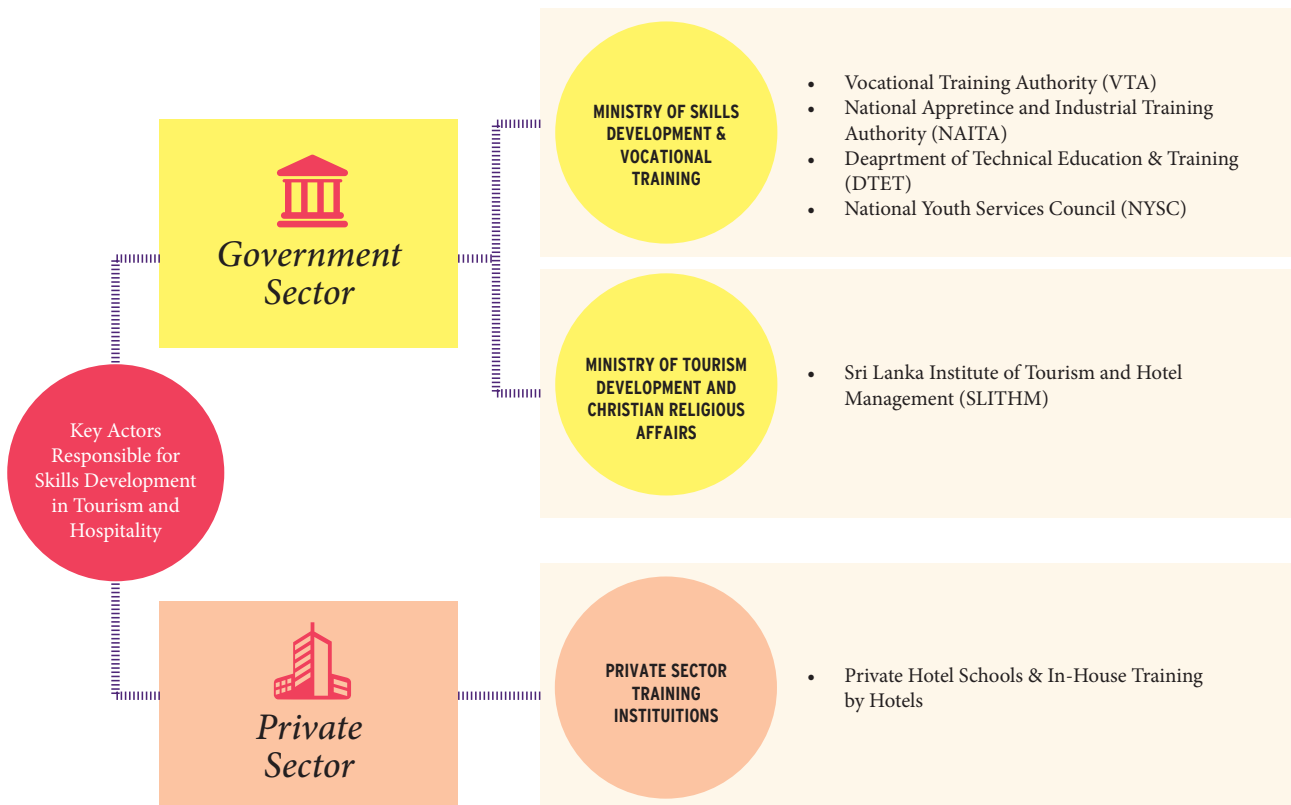 Key Actors
Responsible for
Skills Development
in Tourism and
Hospitality
Government
Sector
MINISTRY OF SKILLS
DEVELOPMENT &
VOCATIONAL
TRAINING
• Vocational Training Authority (VTA)
• National Appretince and Industrial Training
Authority (NAITA)
• Deaprtment of Technical Education & Training
(DTET)
• National Youth Services Council (NYSC)
MINISTRY OF TOURISM
DEVELOPMENT AND
CHRISTIAN RELIGIOUS
AFFAIRS
• Sri Lanka Institute of Tourism and Hotel
Management (SLITHM)
Private
Sector
PRIVATE SECTOR
TRAINING
INSTITUITIONS
• Private Hotel Schools & In-House Training
by Hotels